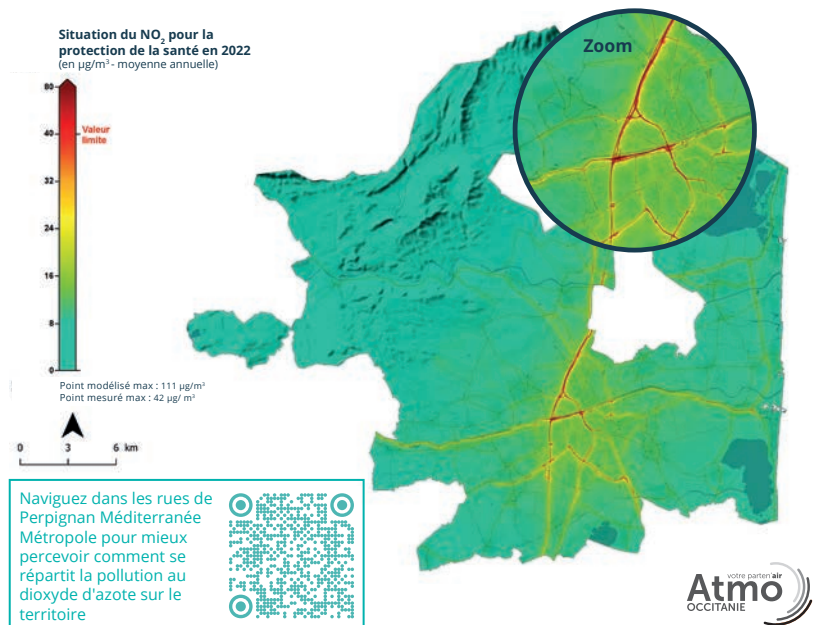 Situation du NO₂ pour la
protection de la santé en 2022
(en µg/m³ - moyenne annuelle)
80
40
Valeur
limite
32
24
16
8
0
Point modélisé max : 111 µg/m³
Point mesuré max : 42 µg/ m³
0 3 6 km
Zoom
Naviguez dans les rues de
Perpignan Méditerranée
Métropole pour mieux
percevoir comment se
répartit la pollution au
dioxyde d'azote sur le
territoire
votre parten'air
Atmo
OCCITANIE